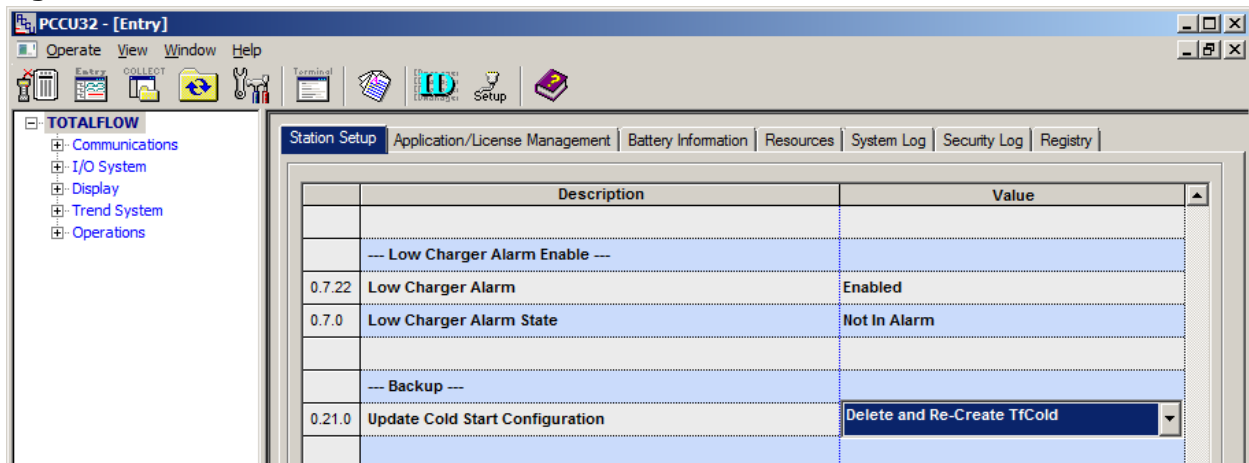 PCCU32 - [Entry]
Operate View Window Help
Entry COLLECT Terminal ID Setup
TOTALFLOW
Communications
I/O System
Display
Trend System
Operations
Station Setup Application/License Management Battery Information Resources System Log Security Log Registry
Description Value
--- Low Charger Alarm Enable ---
0.7.22 Low Charger Alarm Enabled
0.7.0 Low Charger Alarm State Not In Alarm
--- Backup ---
0.21.0 Update Cold Start Configuration Delete and Re-Create TfCold